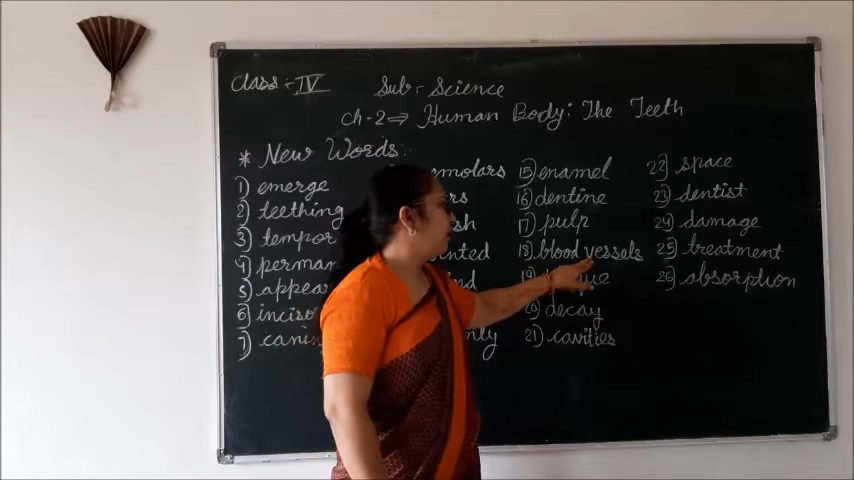 Class :- IV Sub:- Science
Ch-2 ⇒ Human Body: The Teeth
* New Words:-
1) emerge
2) teething
3) tempor
4) perman
5) appea
6) inciso
7) canin
emolars
15) enamel
16) dentine
17) pulp
18) blood vessels
19)
20) decay
21) cavities
22) space
23) dentist
24) damage
25) treatment
26) absorption